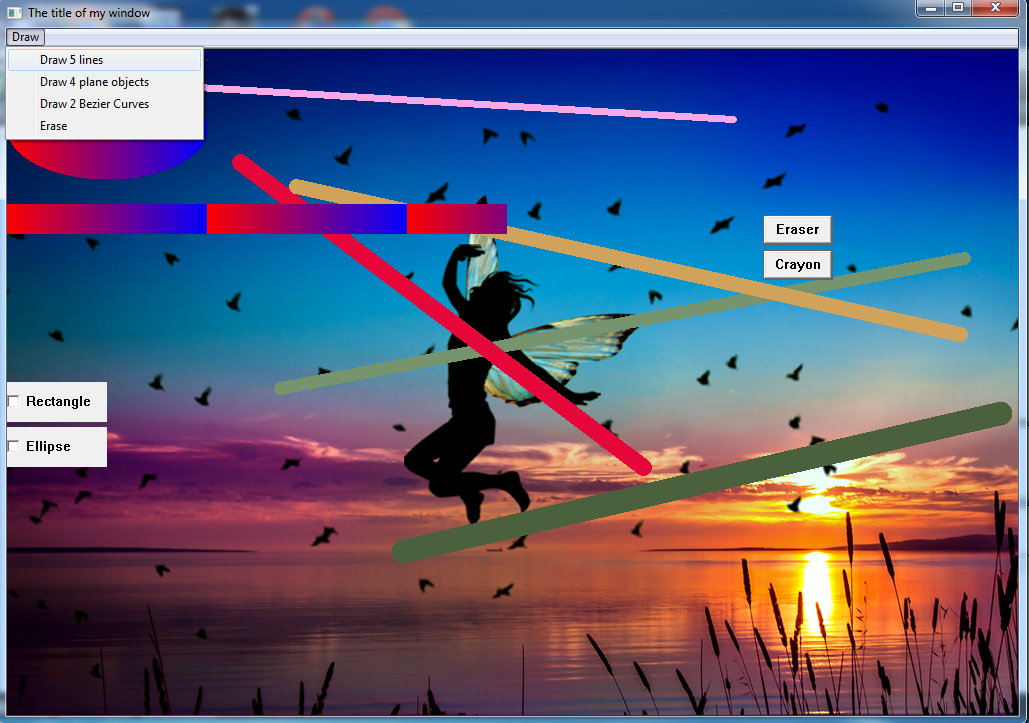 The title of my window
Draw
Draw 5 lines
Draw 4 plane objects
Draw 2 Bezier Curves
Erase
Eraser
Crayon
Rectangle
Ellipse